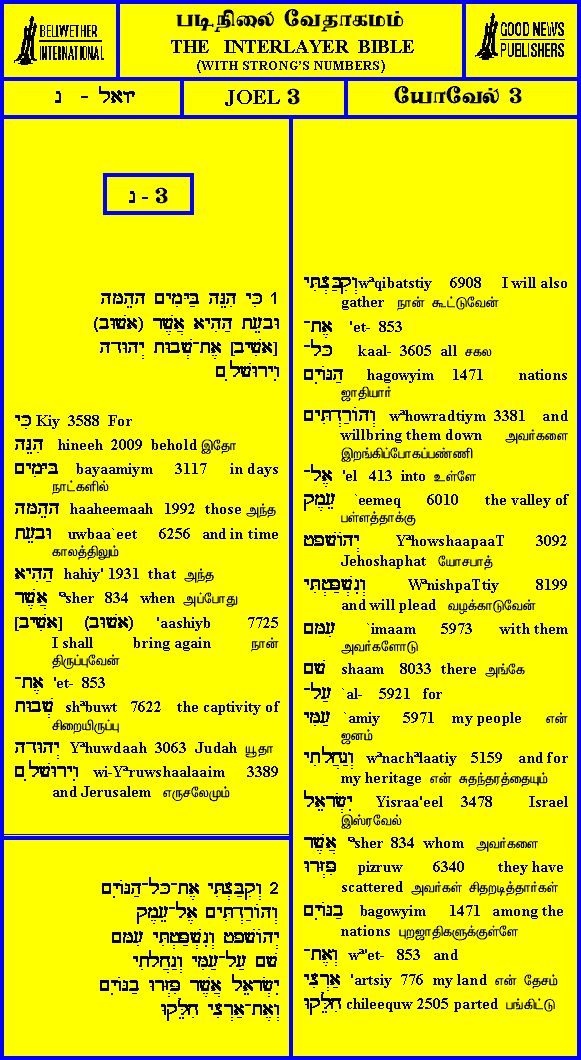 BELLWETHER
INTERNATIONAL
படிநிலை வேதாகமம்
THE INTERLAYER BIBLE
(WITH STRONG'S NUMBERS)
GOOD NEWS
PUBLISHERS
יואל - נ
JOEL 3
யோவேல் 3
נ - 3
1 כִּי הִנֵּה בַּיָּמִים הָהֵמָּה
וּבָעֵת הַהִיא אֲשֶׁר (אָשׁוּב)
[אָשִׁיב] אֶת־שְׁבוּת יְהוּדָה
וִירוּשָׁלִָם
כִּי Kiy 3588 For
הִנֵּה hineeh 2009 behold இதோ
בַּיָּמִים bayaamiym 3117 in days
நாட்களில்
הָהֵמָּה haaheemaah 1992 those அந்த
וּבָעֵת uwbaa`eet 6256 and in time
காலத்திலும்
הַהִיא hahiy' 1931 that அந்த
אֲשֶׁר ªsher 834 when அப்போது
[אָשִׁיב] (אָשׁוּב) 'aashiyb 7725
I shall bring again நான்
திருப்புவேன்
אֶת־ 'et- 853
שְׁבוּת shªbuwt 7622 the captivity of
சிறையிருப்பு
יְהוּדָה Yªhuwdaah 3063 Judah யூதா
וִירוּשָׁלִָם wi-Yªruwshaalaaim 3389
and Jerusalem எருசலேமும்
2 וְקִבַּצְתִּי אֶת־כָּל־הַגּוֹיִם
וְהוֹרַדְתִּים אֶל־עֵמֶק
יְהוֹשָׁפָט וְנִשְׁפַּטְתִּי עִמָּם
שָׁם עַל־עַמִּי וְנַחֲלָתִי
יִשְׂרָאֵל אֲשֶׁר פִּזְּרוּ בַגּוֹיִם
וְאֶת־אַרְצִי חִלֵּקוּ
וְקִבַּצְתִּי wªqibatstiy 6908 I will also
gather நான் கூட்டுவேன்
אֶת־ 'et- 853
כָּל־ kaal- 3605 all சகல
הַגּוֹיִם hagowyim 1471 nations
ஜாதியார்
וְהוֹרַדְתִּים wªhowradtiym 3381 and
willbring them down அவர்களை
இறங்கிப்போகப்பண்ணி
אֶל־ 'el 413 into உள்ளே
עֵמֶק `eemeq 6010 the valley of
பள்ளத்தாக்கு
יְהוֹשָׁפָט YªhowshaapaaT 3092
Jehoshaphat யோசபாத்
וְנִשְׁפַּטְתִּי WªnishpaTtiy 8199
and will plead வழக்காடுவேன்
עִמָּם `imaam 5973 with them
அவர்களோடு
שָׁם shaam 8033 there அங்கே
עַל־ `al- 5921 for
עַמִּי `amiy 5971 my people என்
ஜனம்
וְנַחֲלָתִי wªnachªlaatiy 5159 and for
my heritage என் சுதந்தரத்தையும்
יִשְׂרָאֵל Yisraa'eel 3478 Israel
இஸ்ரவேல்
אֲשֶׁר ªsher 834 whom அவர்களை
פִּזְּרוּ pizruw 6340 they have
scattered அவர்கள் சிதறடித்தார்கள்
בַגּוֹיִם bagowyim 1471 among the
nations புறஜாதிகளுக்குள்ளே
וְאֶת־ wª'et- 853 and
אַרְצִי 'artsiy 776 my land என் தேசம்
חִלֵּקוּ chileequw 2505 parted பங்கிட்டு